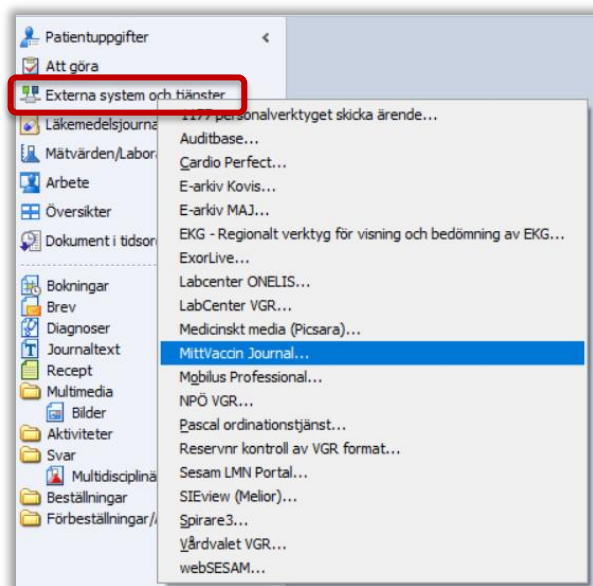 Patientuppgifter
Att göra
Externa system och tjänster
Läkemedelsjourna
Mätvärden/Labora
Arbete
Översikter
Dokument i tidsor
Bokningar
Brev
Diagnoser
Journaltext
Recept
Multimedia
Bilder
Aktiviteter
Svar
Multidisciplinä
Beställningar
Förbeställningar/
1177 personalverktyget skicka ärende...
Auditbase...
Cardio Perfect...
E-arkiv Kovis...
E-arkiv MAJ...
EKG - Regionalt verktyg för visning och bedömning av EKG...
ExorLive...
Labcenter ONELIS...
LabCenter VGR...
Medicinskt media (Picsara)...
MittVaccin Journal...
Mobilus Professional...
NPÖ VGR...
Pascal ordinationstjänst...
Reservnr kontroll av VGR format...
Sesam LMN Portal...
SIEview (Melior)...
Spirare3...
Vårdvalet VGR...
webSESAM...